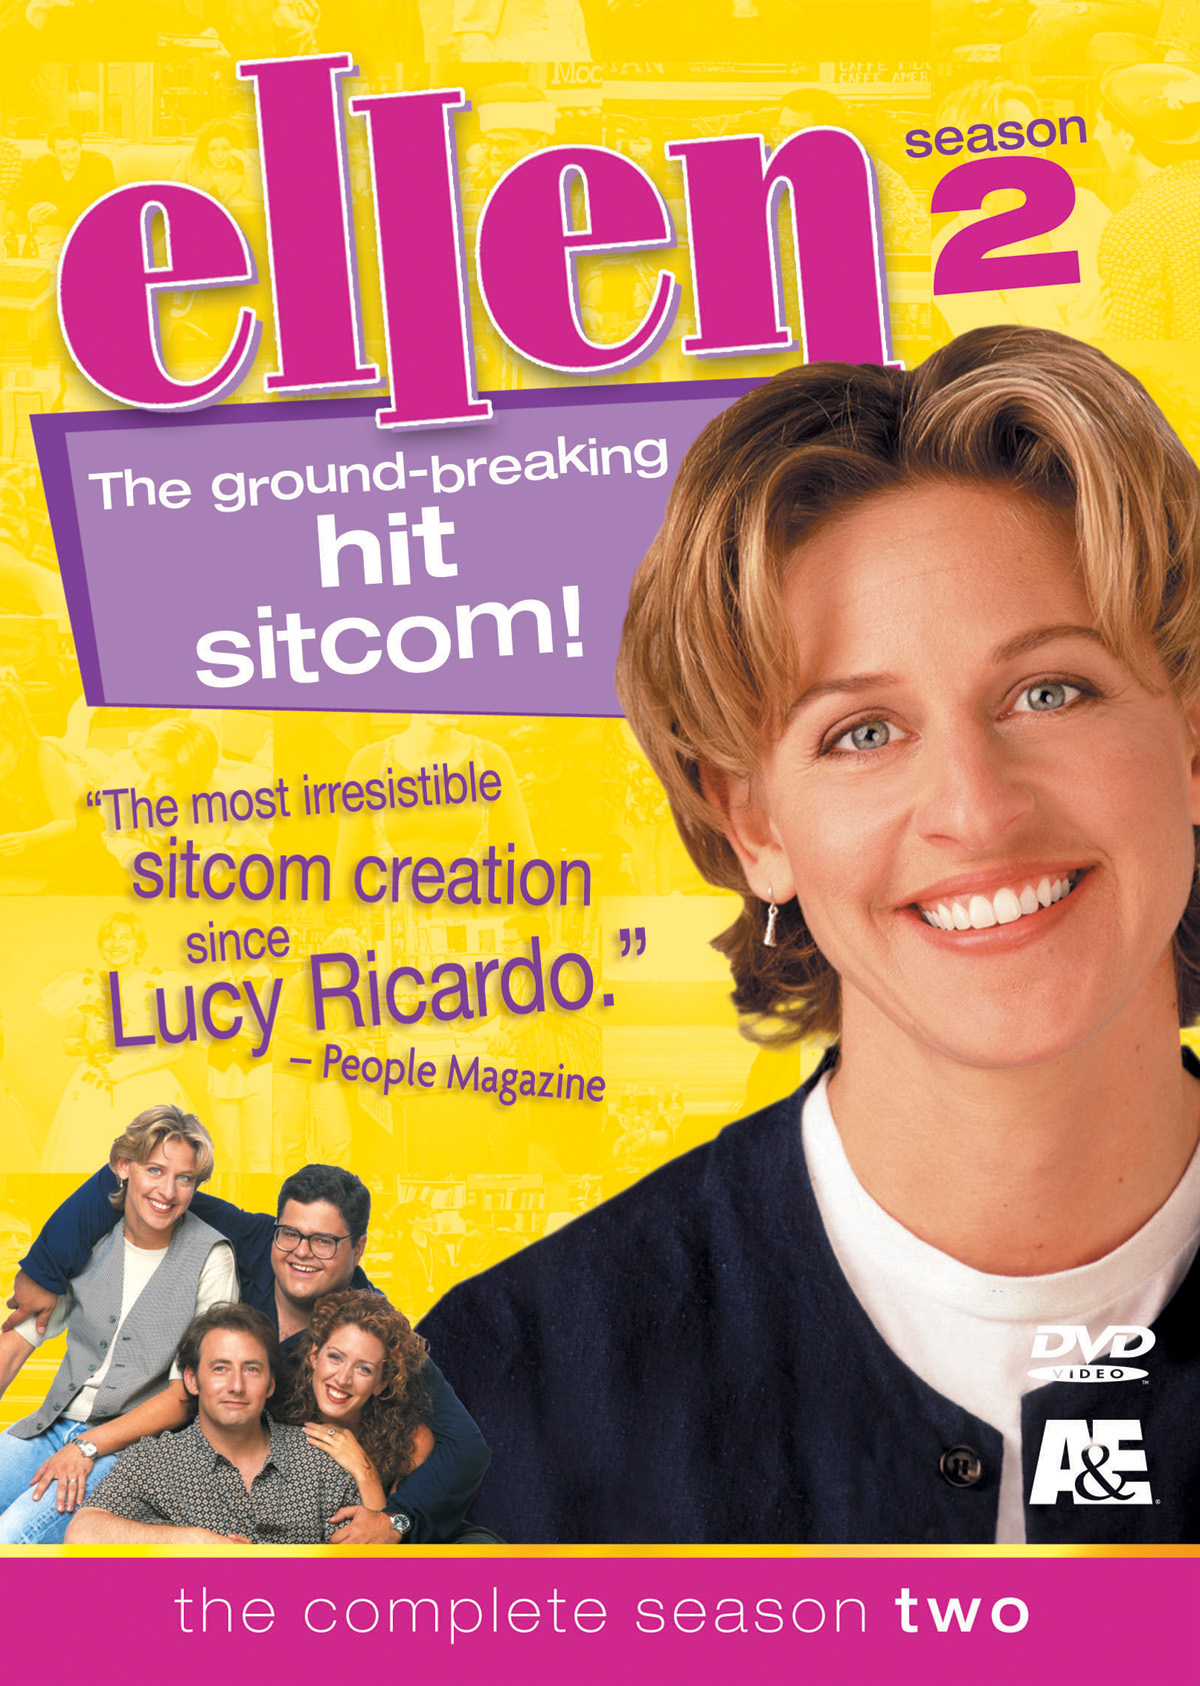 ellen
season
2
The ground-breaking
hit
sitcom!
“The most irresistible
sitcom creation
since
Lucy Ricardo.”
– People Magazine
DVD
VIDEO
A&E
the complete season two